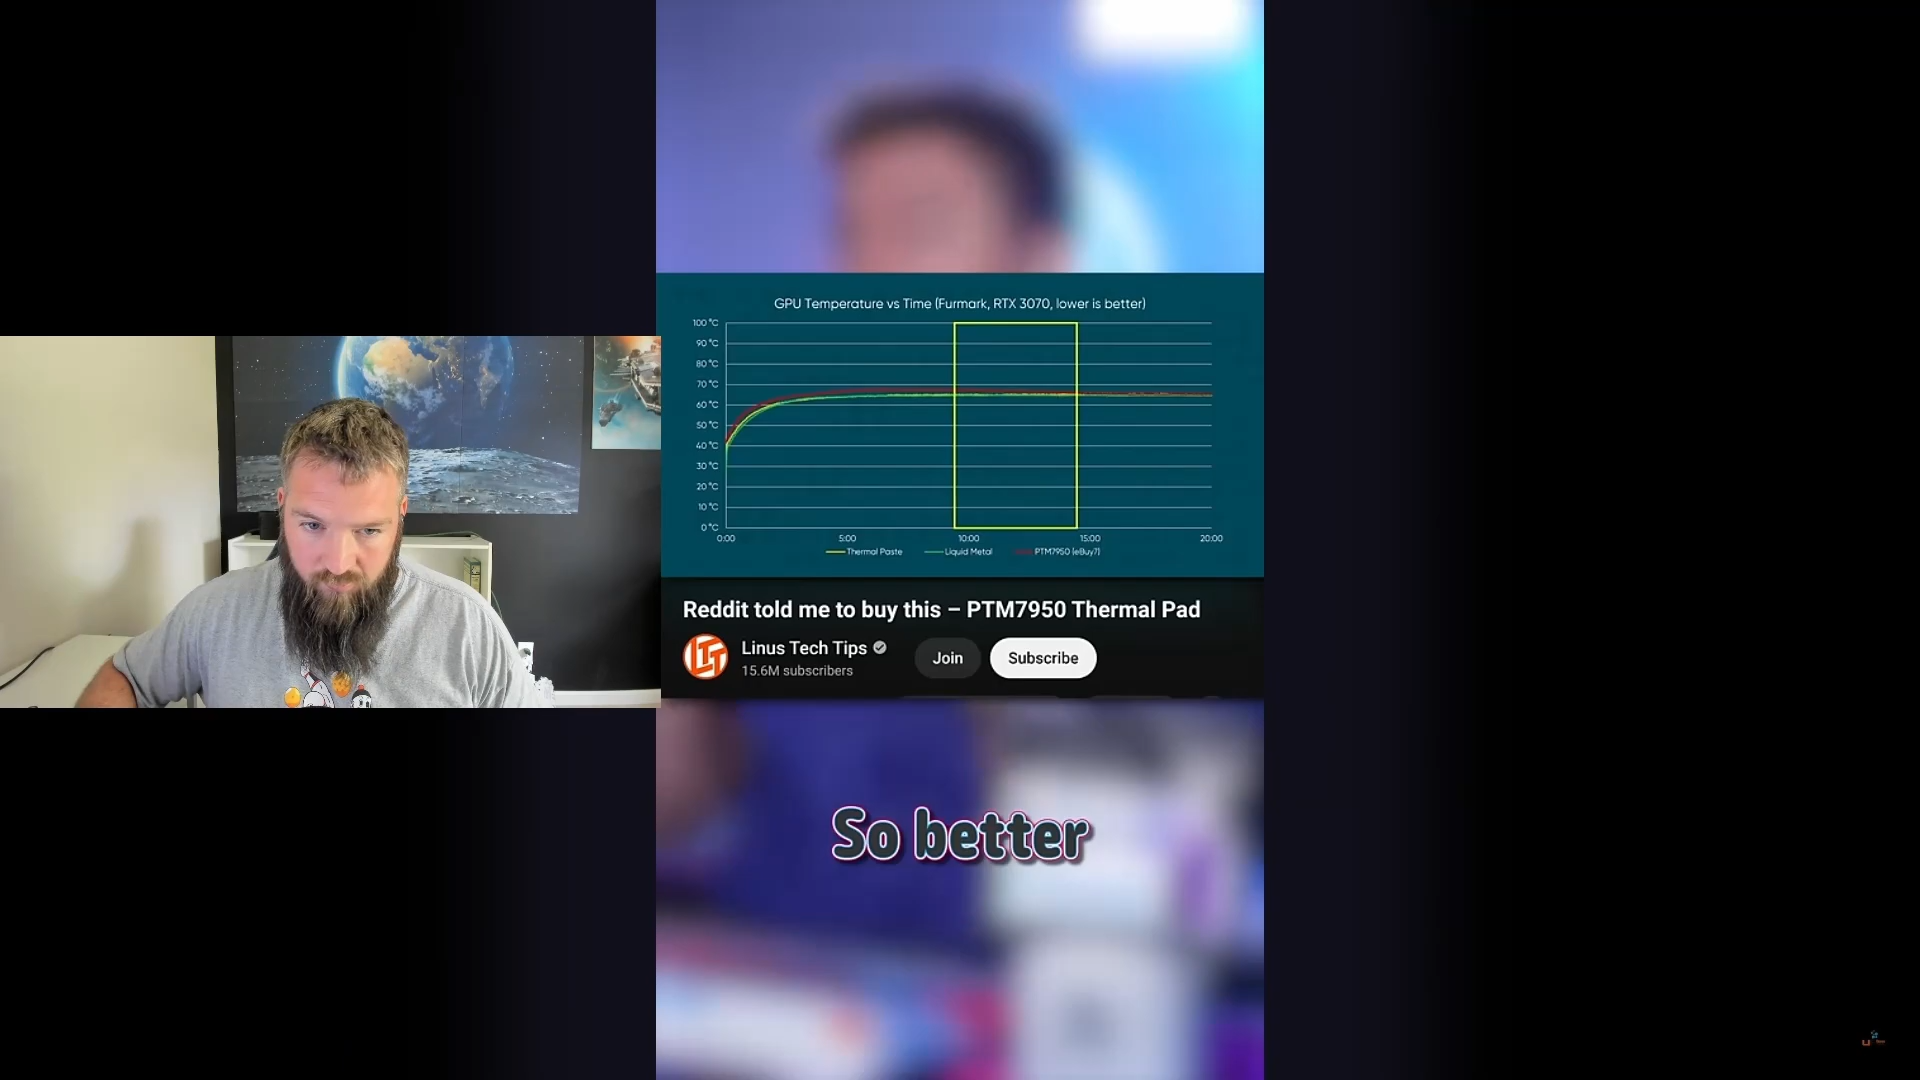 GPU Temperature vs Time (Furmark, RTX 3070, lower is better)
100 °C
90 °C
80 °C
70 °C
60 °C
50 °C
40 °C
30 °C
20 °C
10 °C
0 °C
0:00 5:00 10:00 15:00 20:00
Thermal Paste Liquid Metal PTM7950 (eBuy7)
Reddit told me to buy this – PTM7950 Thermal Pad
LTT
Linus Tech Tips
15.6M subscribers
Join
Subscribe
So better